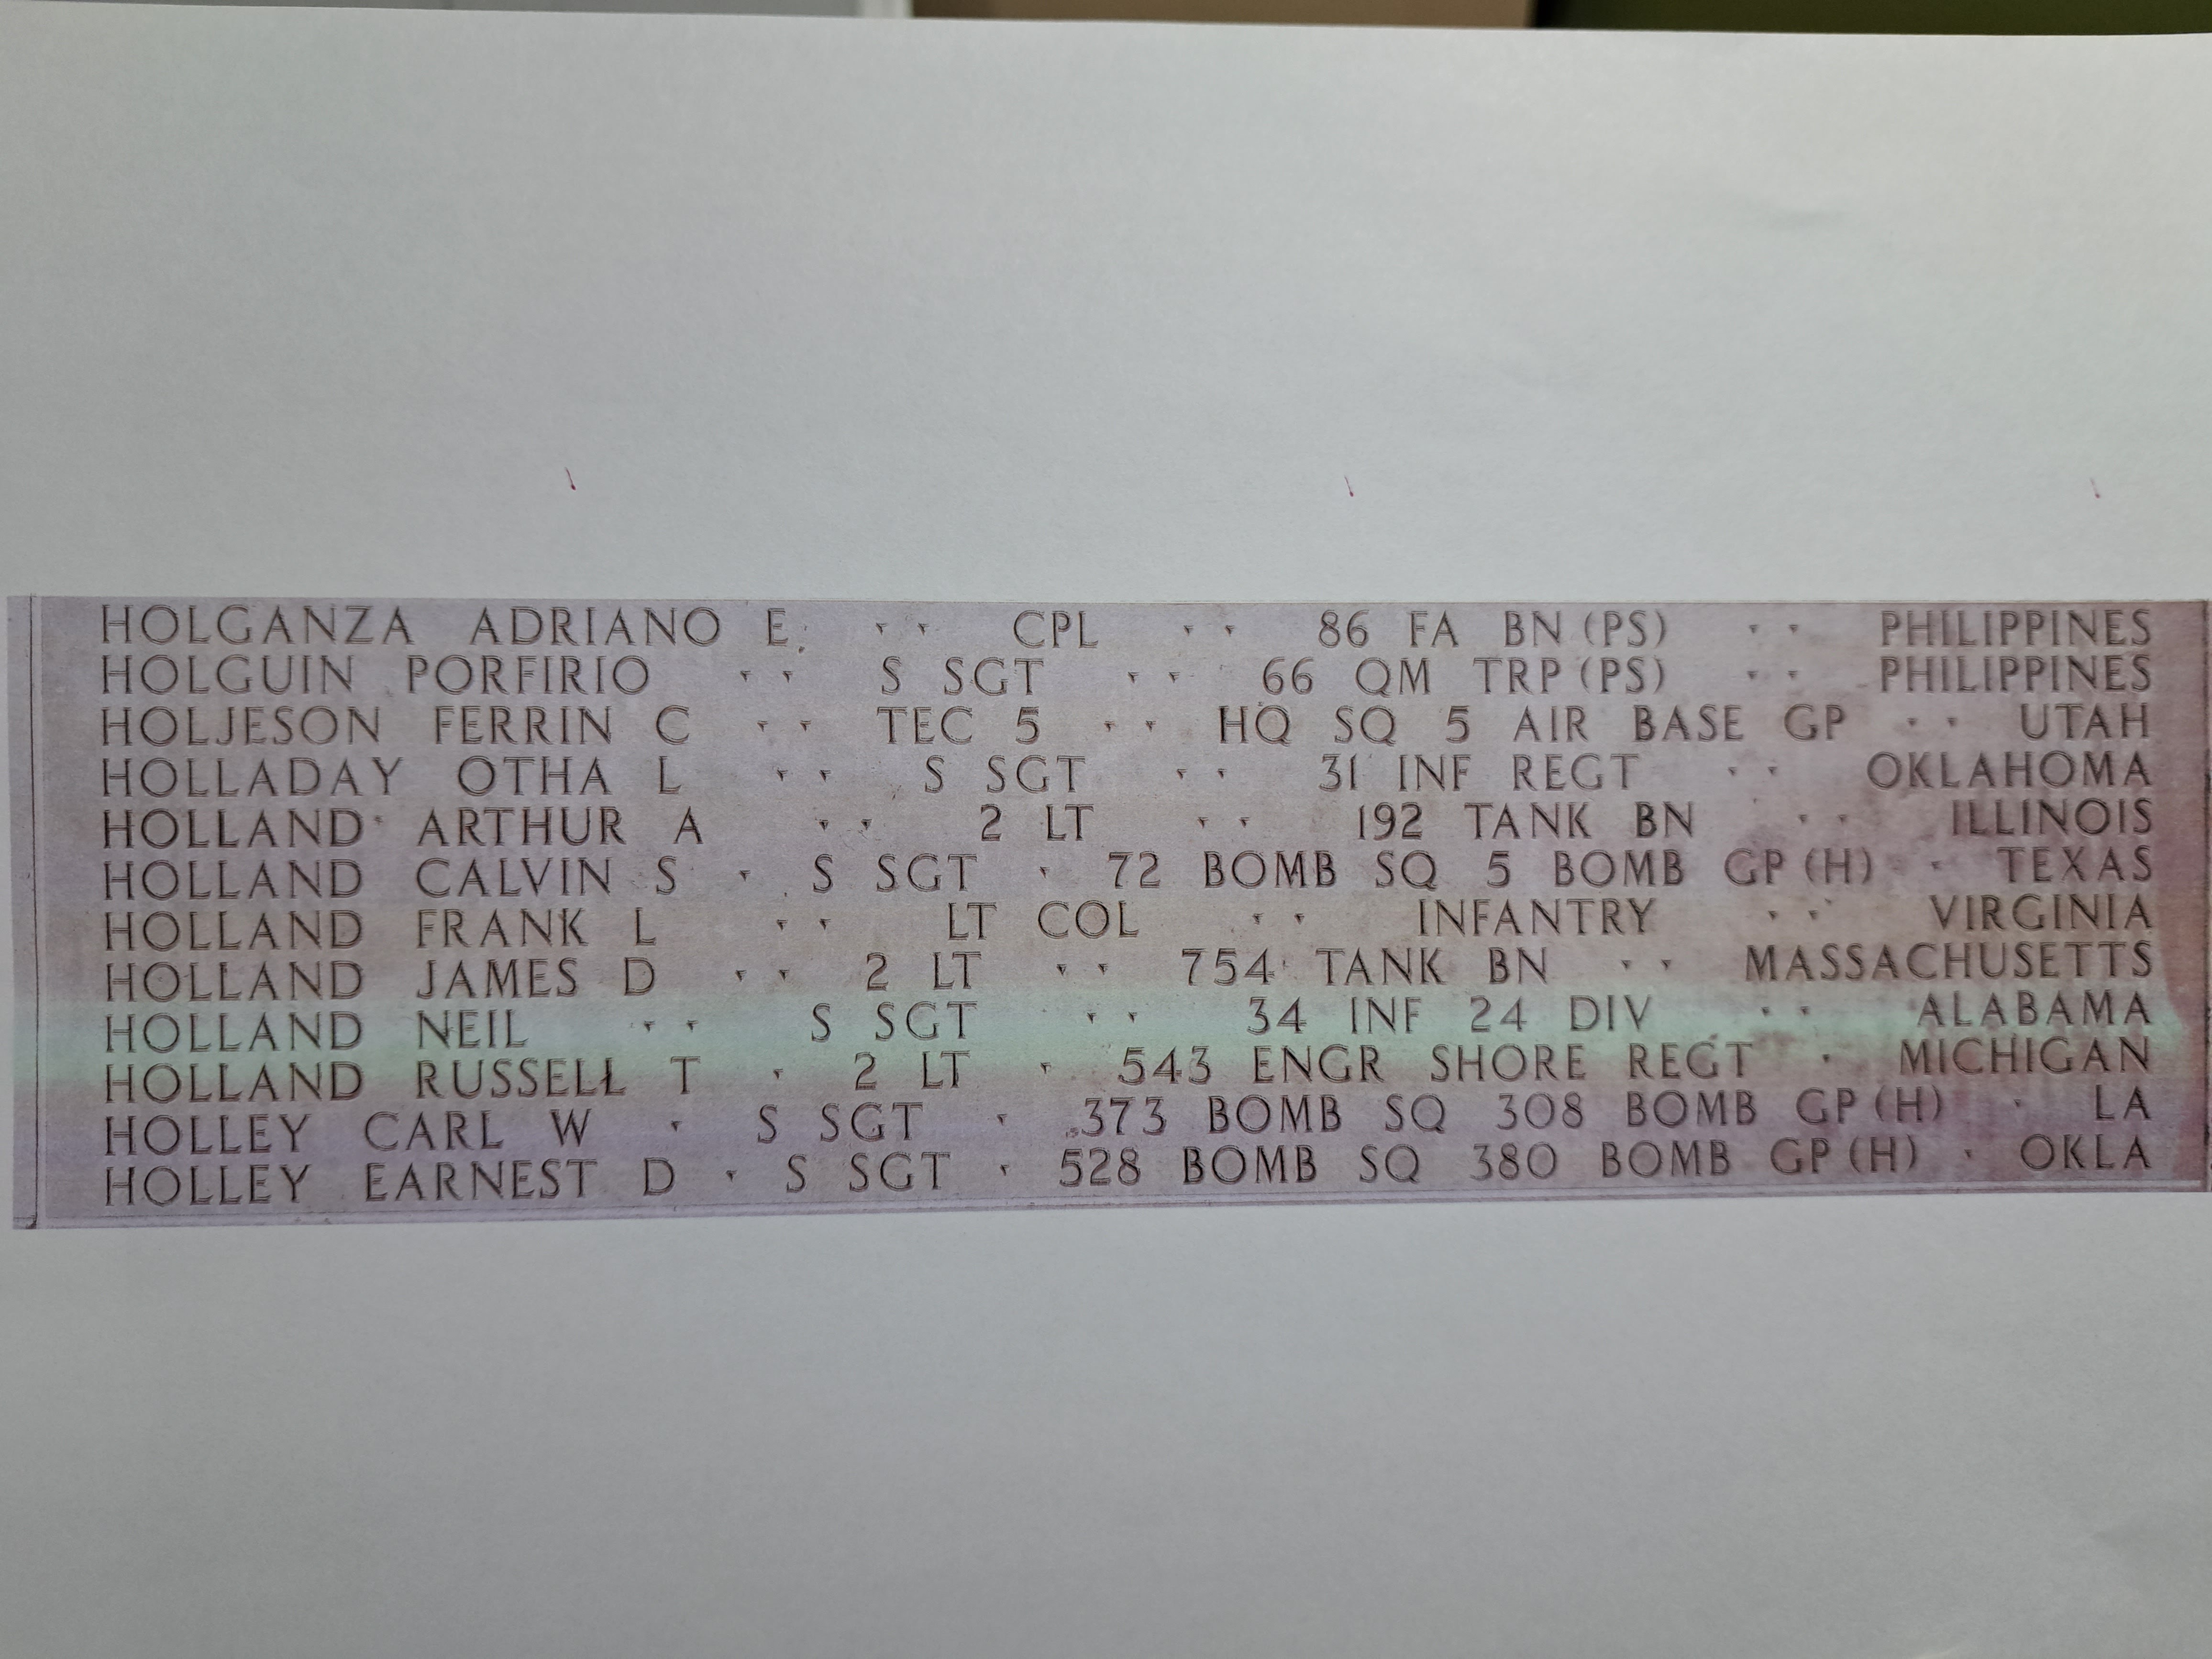 HOLGANZA ADRIANO E · · CPL · · 86 FA BN (PS) · · PHILIPPINES
HOLGUIN PORFIRIO · · S SGT · · 66 QM TRP (PS) · · PHILIPPINES
HOLJESON FERRIN C · · TEC 5 · · HQ SQ 5 AIR BASE GP · · UTAH
HOLLADAY OTHA L · · S SGT · · 31 INF REGT · · OKLAHOMA
HOLLAND ARTHUR A · · 2 LT · · 192 TANK BN · · ILLINOIS
HOLLAND CALVIN S · S SGT · 72 BOMB SQ 5 BOMB GP (H) · TEXAS
HOLLAND FRANK L · · LT COL · · INFANTRY · · VIRGINIA
HOLLAND JAMES D · · 2 LT · · 754 TANK BN · · MASSACHUSETTS
HOLLAND NEIL · · S SGT · · 34 INF 24 DIV · · ALABAMA
HOLLAND RUSSELL T · 2 LT · 543 ENGR SHORE REGT · MICHIGAN
HOLLEY CARL W · S SGT · 373 BOMB SQ 308 BOMB GP (H) · LA
HOLLEY EARNEST D · S SGT · 528 BOMB SQ 380 BOMB GP (H) · OKLA